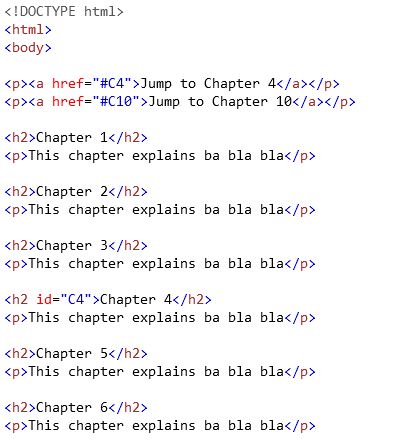 <!DOCTYPE html>
<html>
<body>
<p><a href="#C4">Jump to Chapter 4</a></p>
<p><a href="#C10">Jump to Chapter 10</a></p>
<h2>Chapter 1</h2>
<p>This chapter explains ba bla bla</p>
<h2>Chapter 2</h2>
<p>This chapter explains ba bla bla</p>
<h2>Chapter 3</h2>
<p>This chapter explains ba bla bla</p>
<h2 id="C4">Chapter 4</h2>
<p>This chapter explains ba bla bla</p>
<h2>Chapter 5</h2>
<p>This chapter explains ba bla bla</p>
<h2>Chapter 6</h2>
<p>This chapter explains ba bla bla</p>